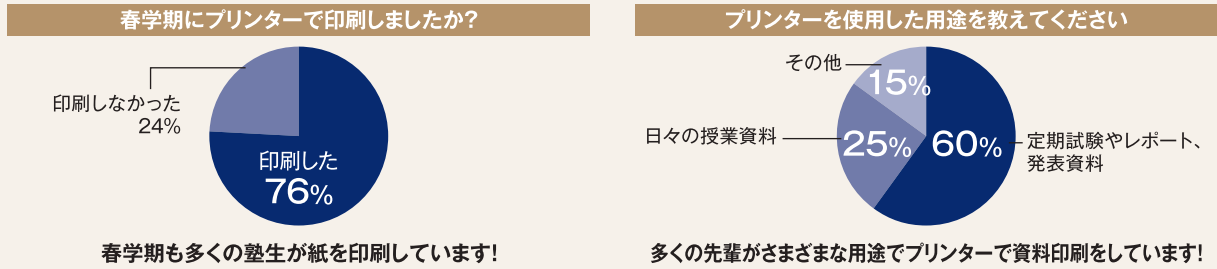 春学期にプリンターで印刷しましたか?
印刷しなかった
24%
印刷した
76%
春学期も多くの塾生が紙を印刷しています!
プリンターを使用した用途を教えてください
その他
15%
日々の授業資料
25%
60%
定期試験やレポート、
発表資料
多くの先輩がさまざまな用途でプリンターで資料印刷をしています!